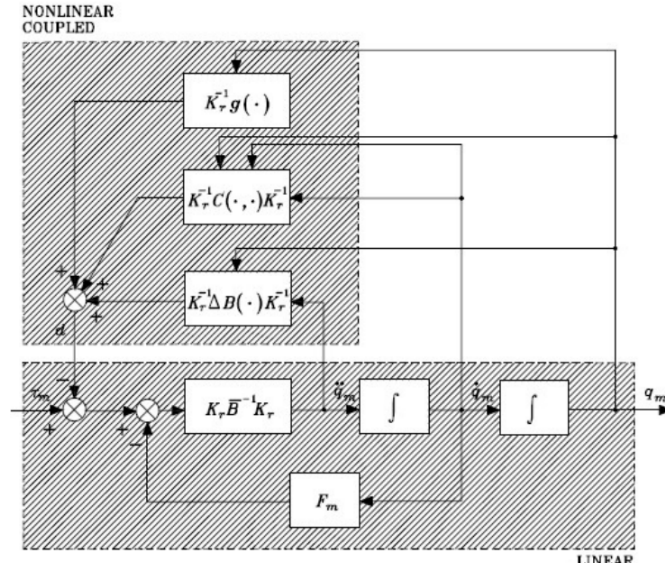 NONLINEAR
COUPLED
K_r^{-1} g(·)
K_r^{-1} C(·,·) K_r^{-1}
K_r^{-1} ΔB(·) K_r^{-1}
+
+
+
d
−
τ_m
+
+
−
K_r B̅^{-1} K_r
q̈_m
∫
q̇_m
∫
q_m
F_m
LINEAR